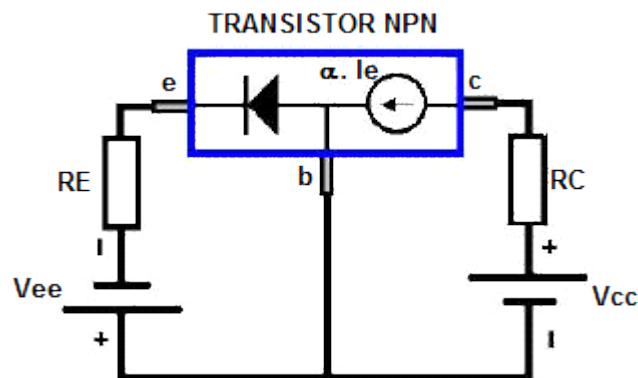 TRANSISTOR NPN
α. Ie
e
c
b
RE
RC
I
+
Vee
Vcc
+
I